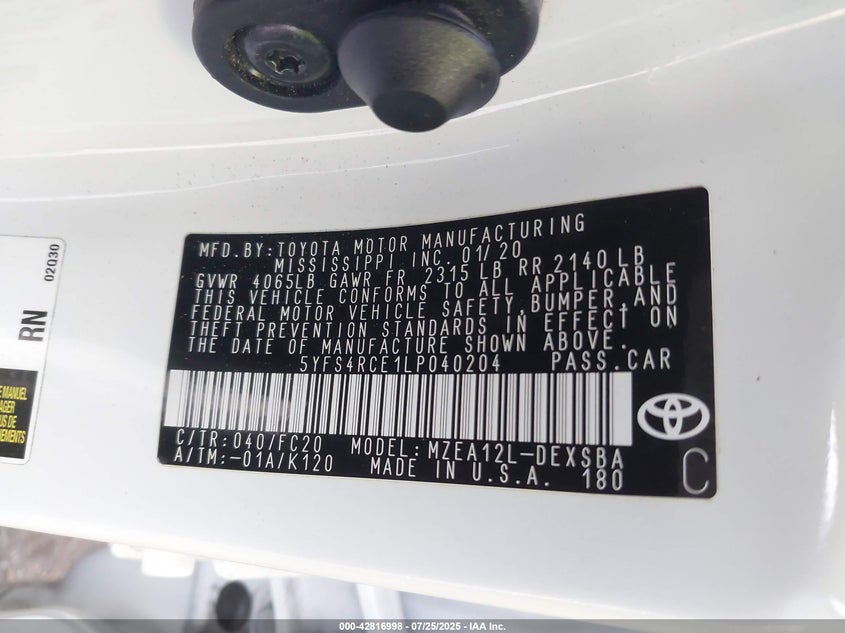 MFD. BY: TOYOTA MOTOR MANUFACTURING
MISSISSIPPI INC. 01/20
GVWR 4065LB GAWR FR 2315 LB RR 2140 LB
THIS VEHICLE CONFORMS TO ALL APPLICABLE
FEDERAL MOTOR VEHICLE SAFETY, BUMPER, AND
THEFT PREVENTION STANDARDS IN EFFECT ON
THE DATE OF MANUFACTURE SHOWN ABOVE.
5YFS4RCE1LP040204 PASS. CAR
C/TR: 040/FC20 MODEL: MZEA12L-DEXSBA
A/TM: -01A/K120 MADE IN U.S.A. 180
C
02030
RN
000-42816998 | 07/25/2025 - IAA Inc.